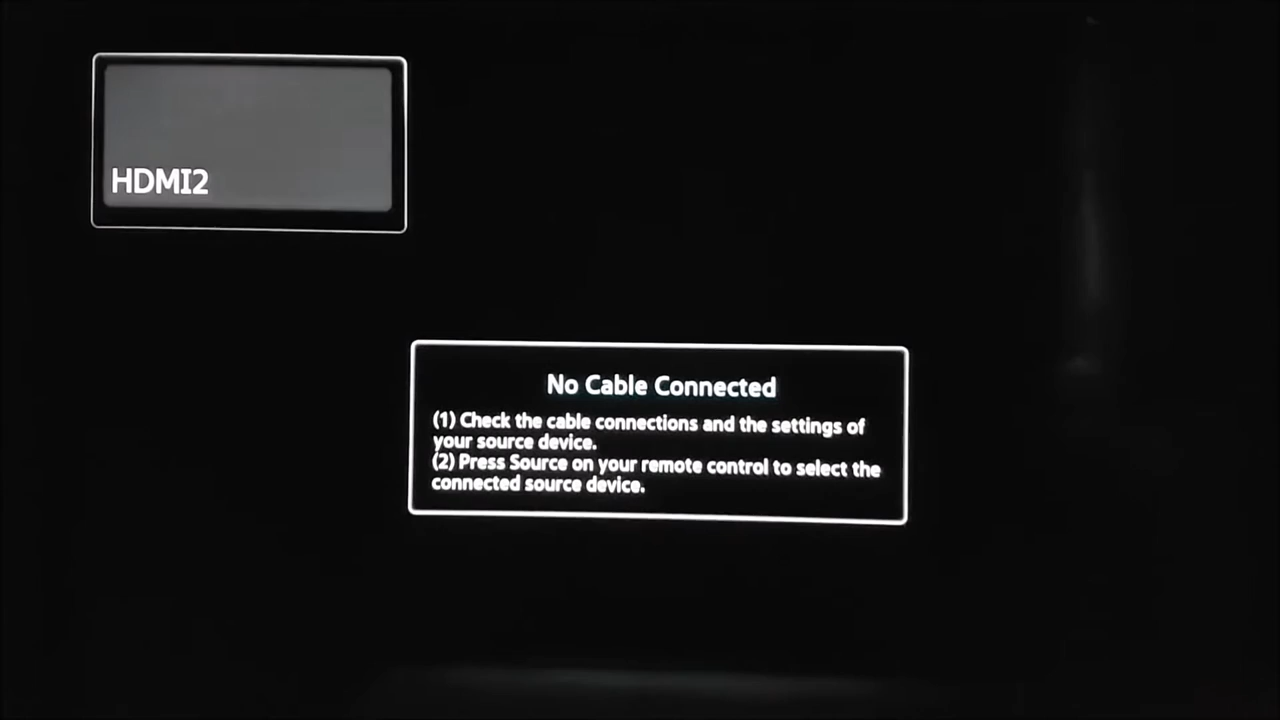 HDMI2
No Cable Connected
(1) Check the cable connections and the settings of
your source device.
(2) Press Source on your remote control to select the
connected source device.